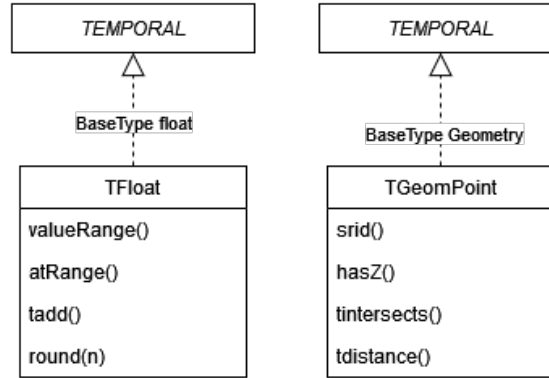 TEMPORAL
BaseType float
TFloat
valueRange()
atRange()
tadd()
round(n)
TEMPORAL
BaseType Geometry
TGeomPoint
srid()
hasZ()
tintersects()
tdistance()